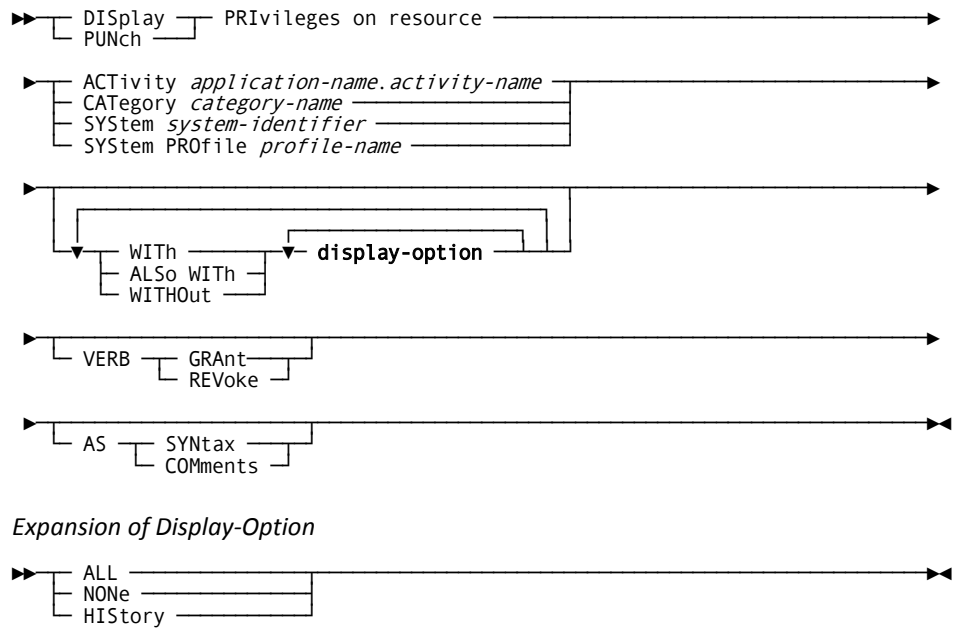 DISplay PRIvileges on resource
PUNch
ACTivity application-name.activity-name
CATegory category-name
SYStem system-identifier
SYStem PROfile profile-name
WITh display-option
ALSo WITh
WITHOut
VERB GRAnt
REVoke
AS SYNtax
COMments
Expansion of Display-Option
ALL
NONe
HIStory